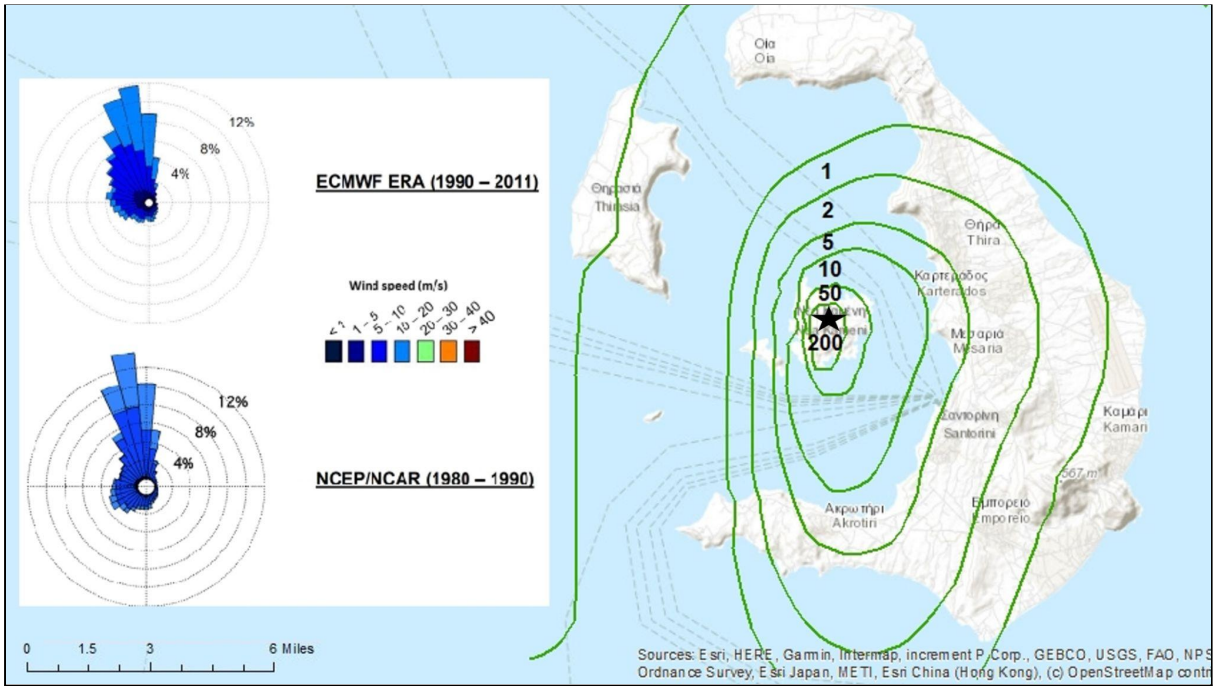 12%
8%
4%
ECMWF ERA (1990 – 2011)
Wind speed (m/s)
< 1
1 – 5
5 – 10
10 – 20
20 – 30
30 – 40
> 40
12%
8%
4%
NCEP/NCAR (1980 – 1990)
0 1.5 3 6 Miles
Οία
Oia
Θηρασιά
Thirasia
1
2
5
10
50
200
Θήρα
Thira
Καρτεράδος
Karterados
Μεσαριά
Mesaria
Σαντορίνη
Santorini
Καμάρι
Kamari
567 m
Ακρωτήρι
Akrotiri
Εμπορειό
Emporeio
Sources: Esri, HERE, Garmin, Intermap, increment P Corp., GEBCO, USGS, FAO, NPS
Ordnance Survey, Esri Japan, METI, Esri China (Hong Kong), (c) OpenStreetMap contr